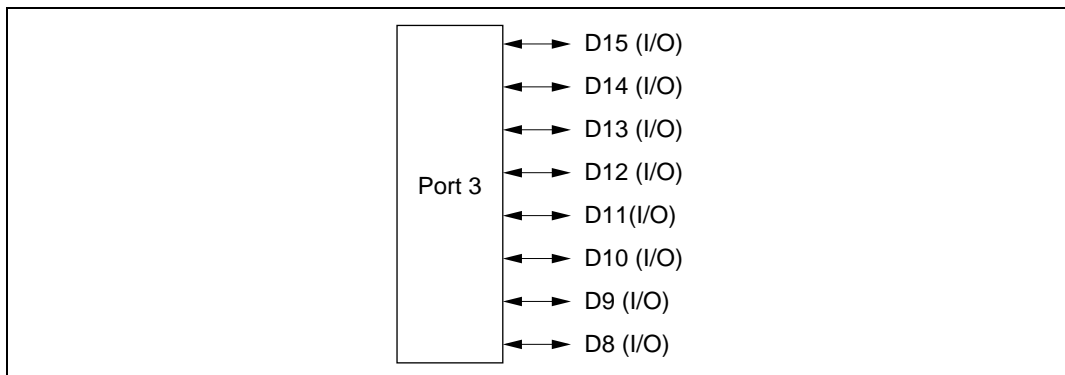 D15 (I/O)
D14 (I/O)
D13 (I/O)
D12 (I/O)
Port 3
D11(I/O)
D10 (I/O)
D9 (I/O)
D8 (I/O)